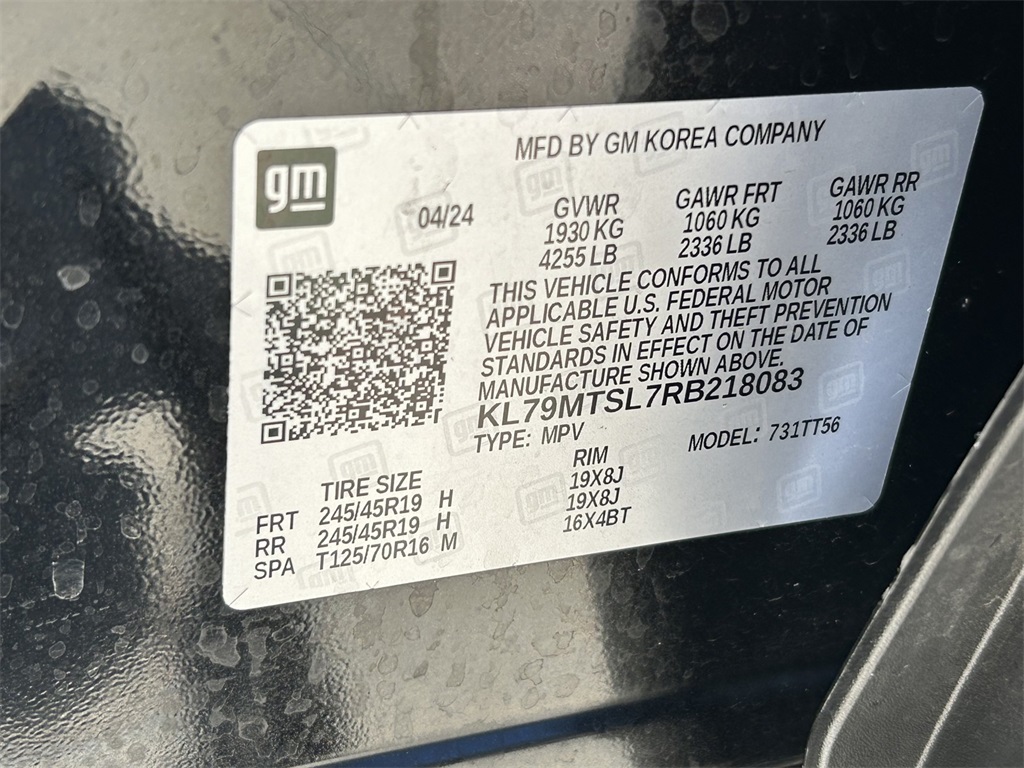 MFD BY GM KOREA COMPANY
gm
04/24
GVWR GAWR FRT GAWR RR
1930 KG 1060 KG 1060 KG
4255 LB 2336 LB 2336 LB
THIS VEHICLE CONFORMS TO ALL
APPLICABLE U.S. FEDERAL MOTOR
VEHICLE SAFETY AND THEFT PREVENTION
STANDARDS IN EFFECT ON THE DATE OF
MANUFACTURE SHOWN ABOVE.
KL79MTSL7RB218083
TYPE: MPV MODEL: 731TT56
TIRE SIZE RIM
FRT 245/45R19 H 19X8J
RR 245/45R19 H 19X8J
SPA T125/70R16 M 16X4BT